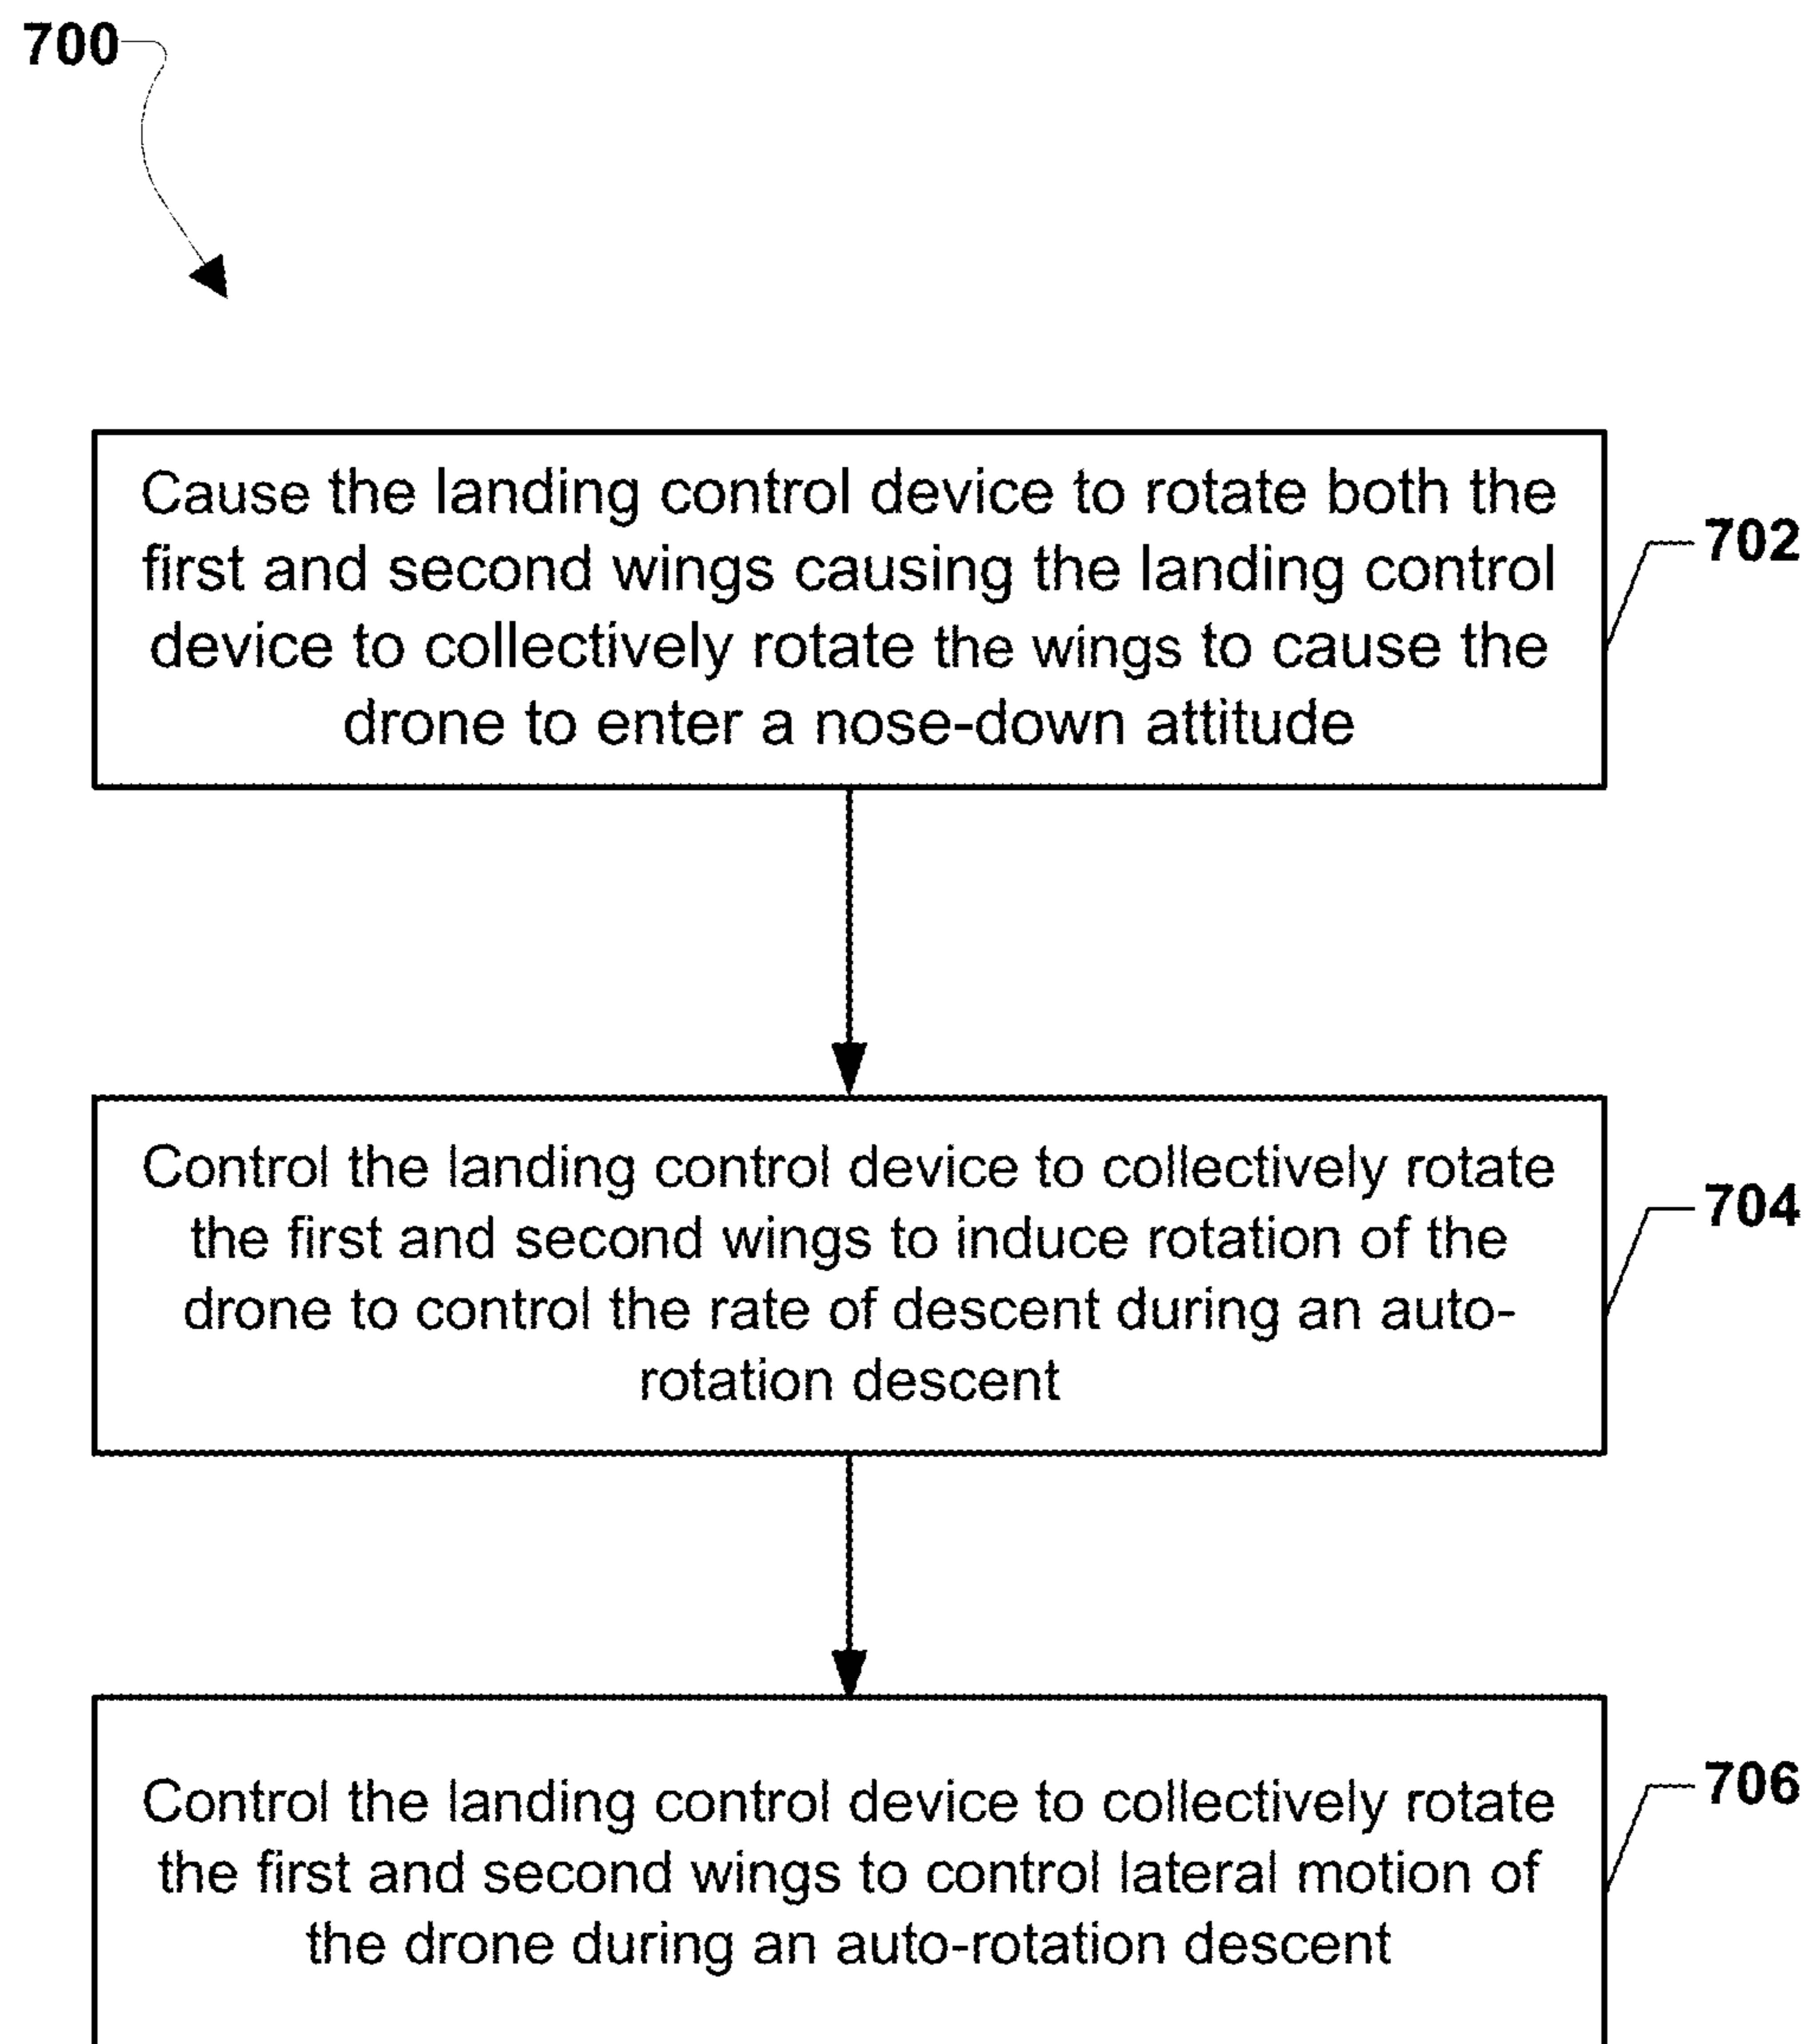 700
Cause the landing control device to rotate both the
first and second wings causing the landing control
device to collectively rotate the wings to cause the
drone to enter a nose-down attitude
702
Control the landing control device to collectively rotate
the first and second wings to induce rotation of the
drone to control the rate of descent during an auto-
rotation descent
704
Control the landing control device to collectively rotate
the first and second wings to control lateral motion of
the drone during an auto-rotation descent
706